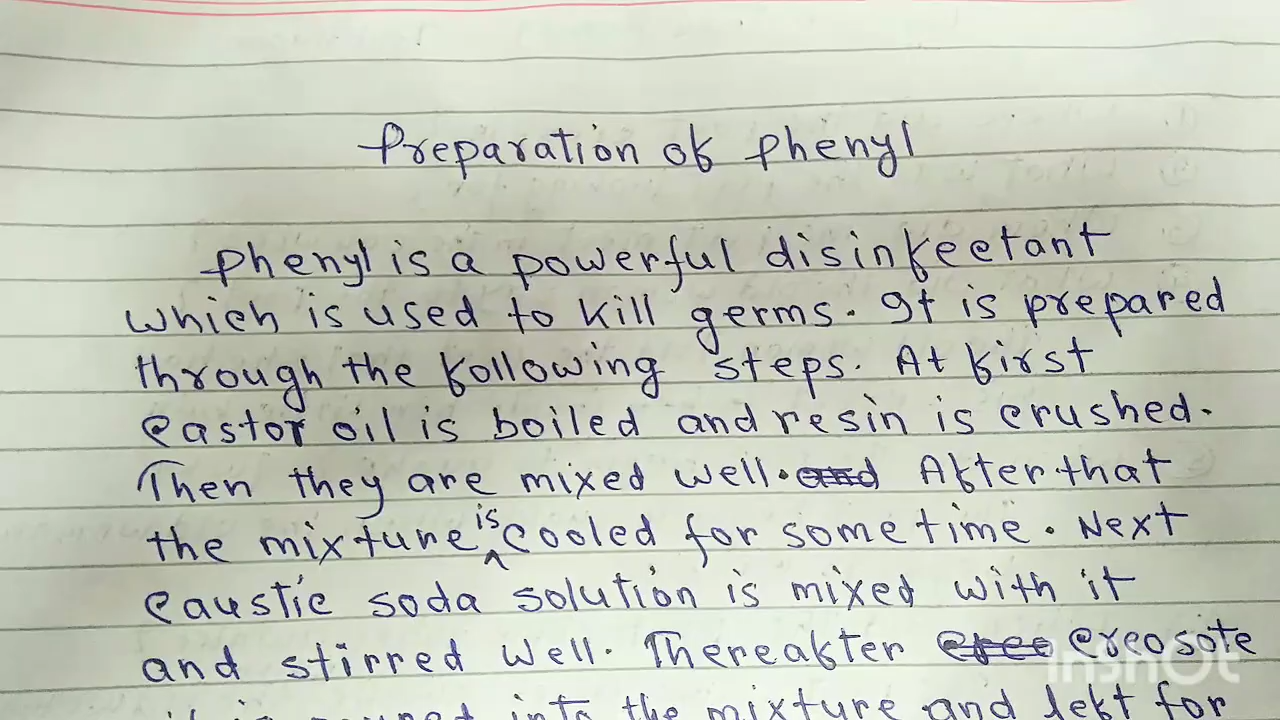 Preparation of Phenyl
Phenyl is a powerful disinfectant
which is used to kill germs. It is prepared
through the following steps. At first
castor oil is boiled and resin is crushed.
Then they are mixed well. and After that
the mixture is cooled for some time. Next
caustic soda solution is mixed with it
and stirred well. Thereafter creosote
into the mixture and left for
InShOt